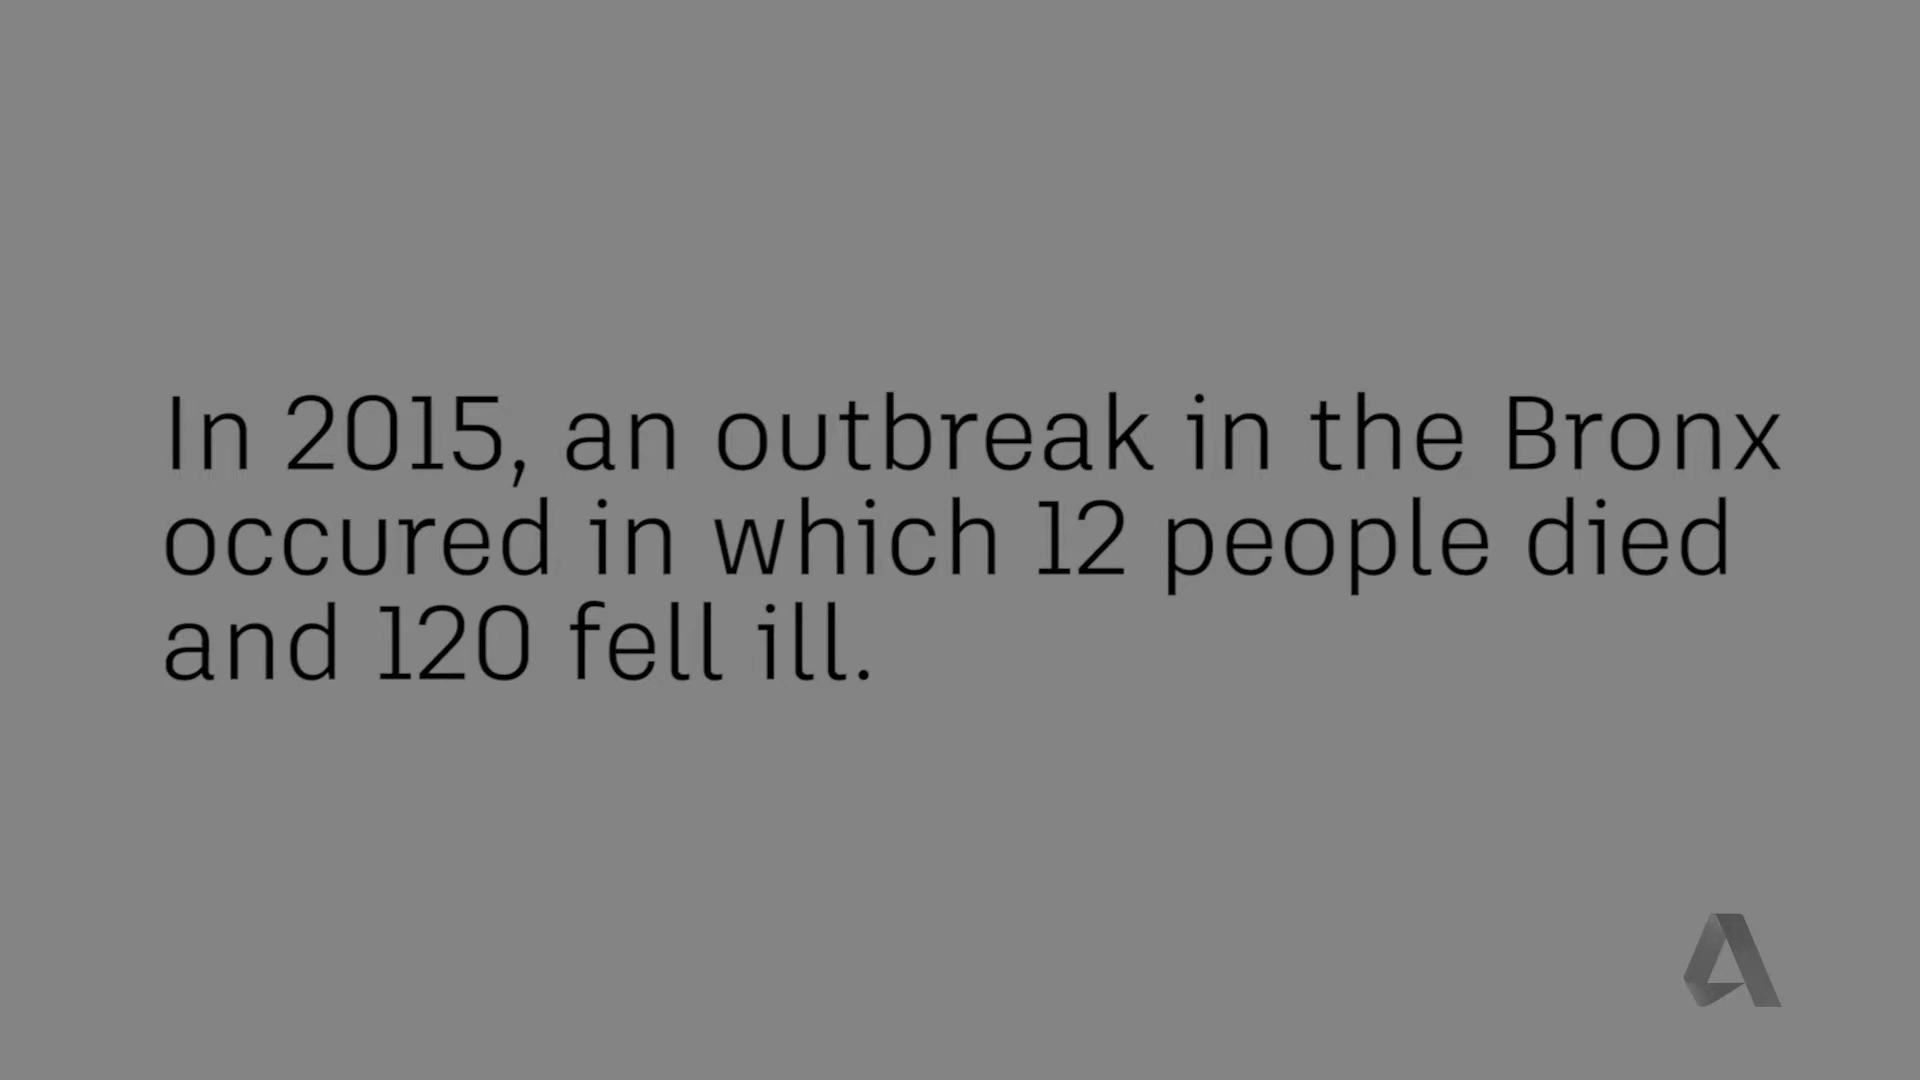 In 2015, an outbreak in the Bronx
occured in which 12 people died
and 120 fell ill.